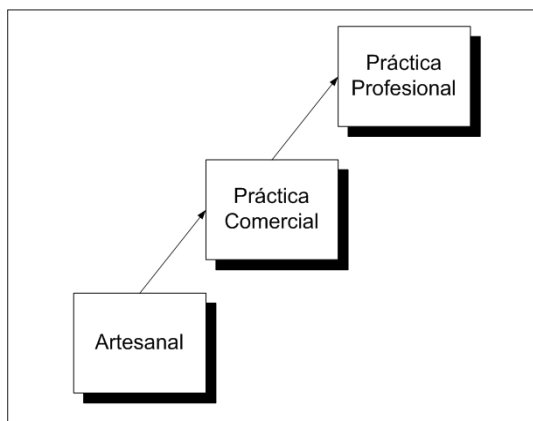 Práctica
Profesional
Práctica
Comercial
Artesanal